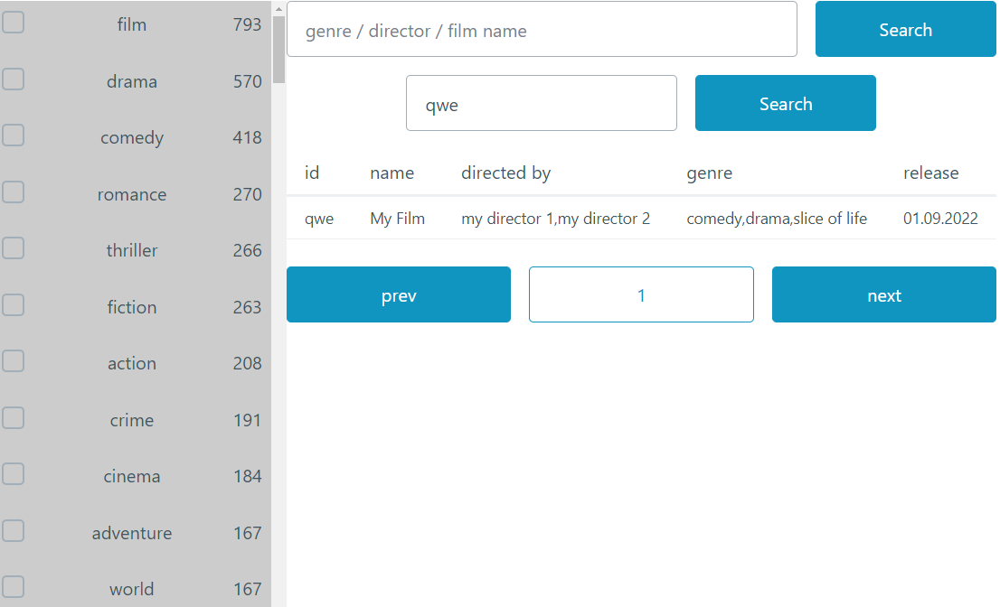 film 793
drama 570
comedy 418
romance 270
thriller 266
fiction 263
action 208
crime 191
cinema 184
adventure 167
world 167
genre / director / film name Search
qwe Search
id name directed by genre release
qwe My Film my director 1,my director 2 comedy,drama,slice of life 01.09.2022
prev 1 next